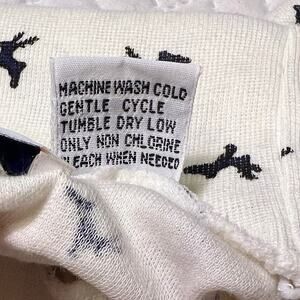 MACHINE WASH COLD
GENTLE CYCLE
TUMBLE DRY LOW
ONLY NON CHLORINE
BLEACH WHEN NEEDED